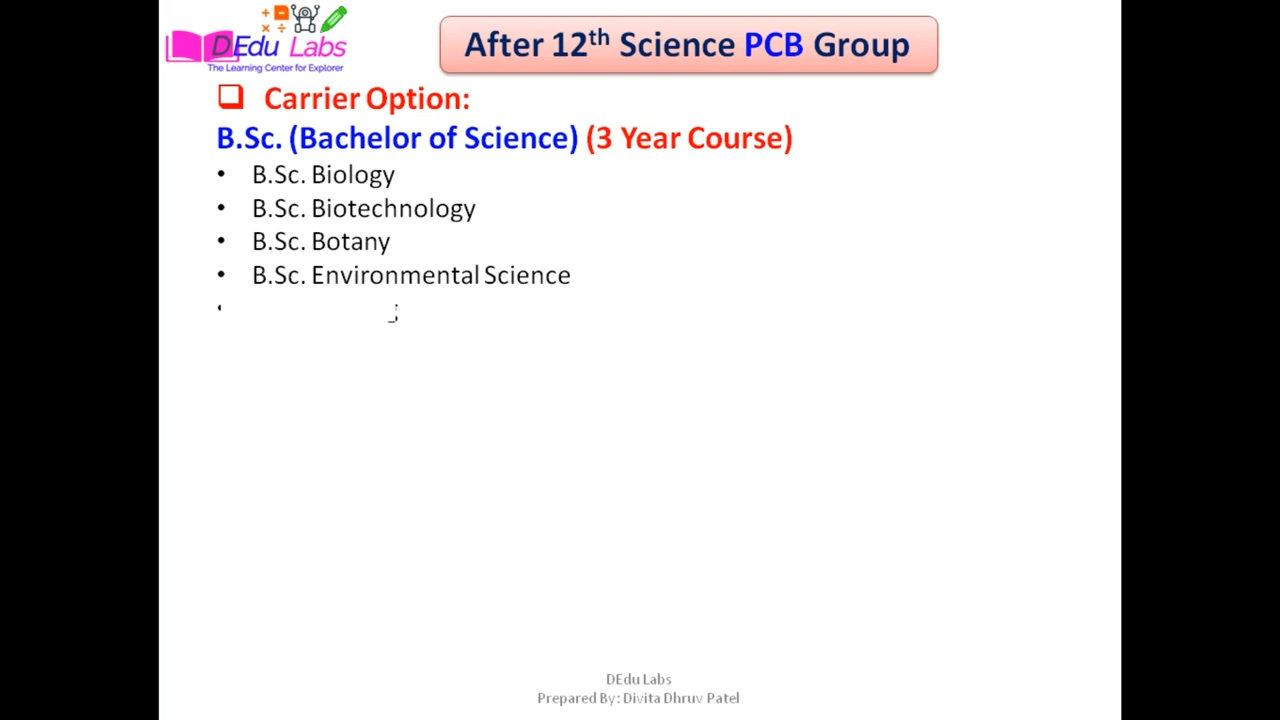 DEdu Labs
The Learning Center for Explorer
After 12th Science PCB Group
Carrier Option:
B.Sc. (Bachelor of Science) (3 Year Course)
• B.Sc. Biology
• B.Sc. Biotechnology
• B.Sc. Botany
• B.Sc. Environmental Science
DEdu Labs
Prepared By: Divita Dhruv Patel